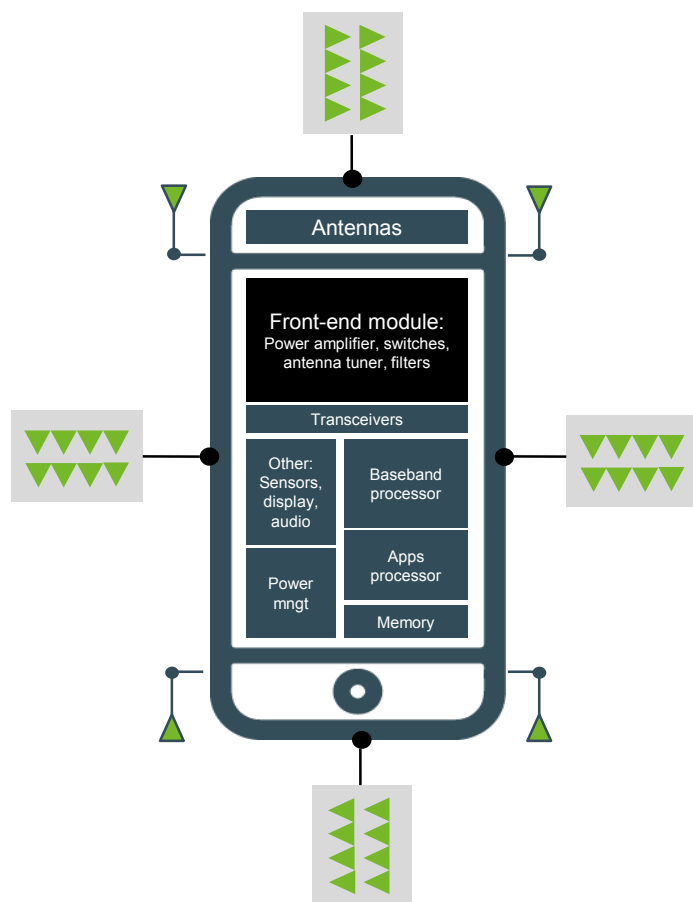 Antennas
Front-end module:
Power amplifier, switches,
antenna tuner, filters
Transceivers
Other:
Sensors,
display,
audio
Baseband
processor
Power
mngt
Apps
processor
Memory